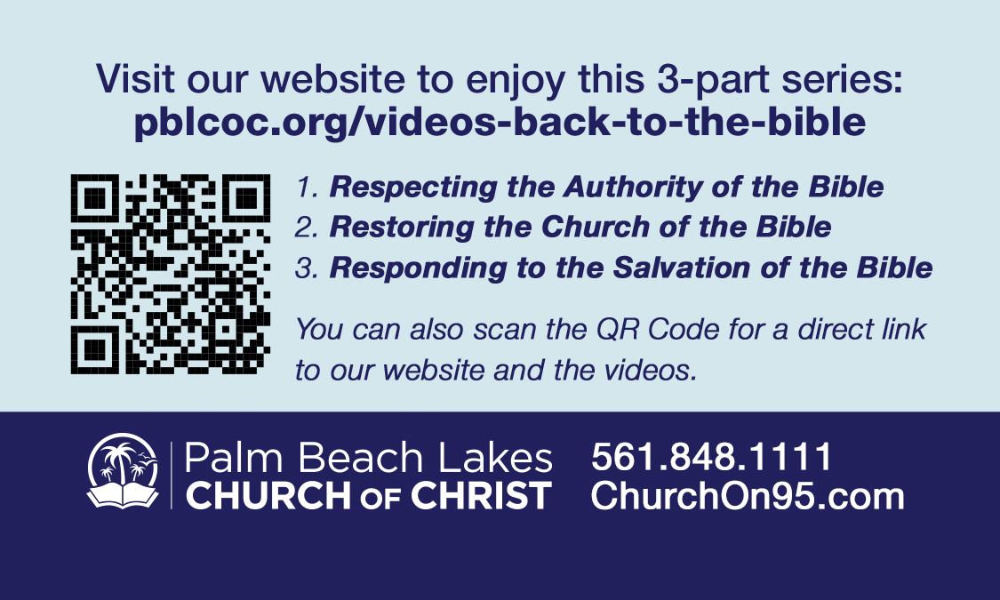 Visit our website to enjoy this 3-part series:
pblcoc.org/videos-back-to-the-bible
1. Respecting the Authority of the Bible
2. Restoring the Church of the Bible
3. Responding to the Salvation of the Bible
You can also scan the QR Code for a direct link
to our website and the videos.
Palm Beach Lakes
CHURCH OF CHRIST
561.848.1111
ChurchOn95.com